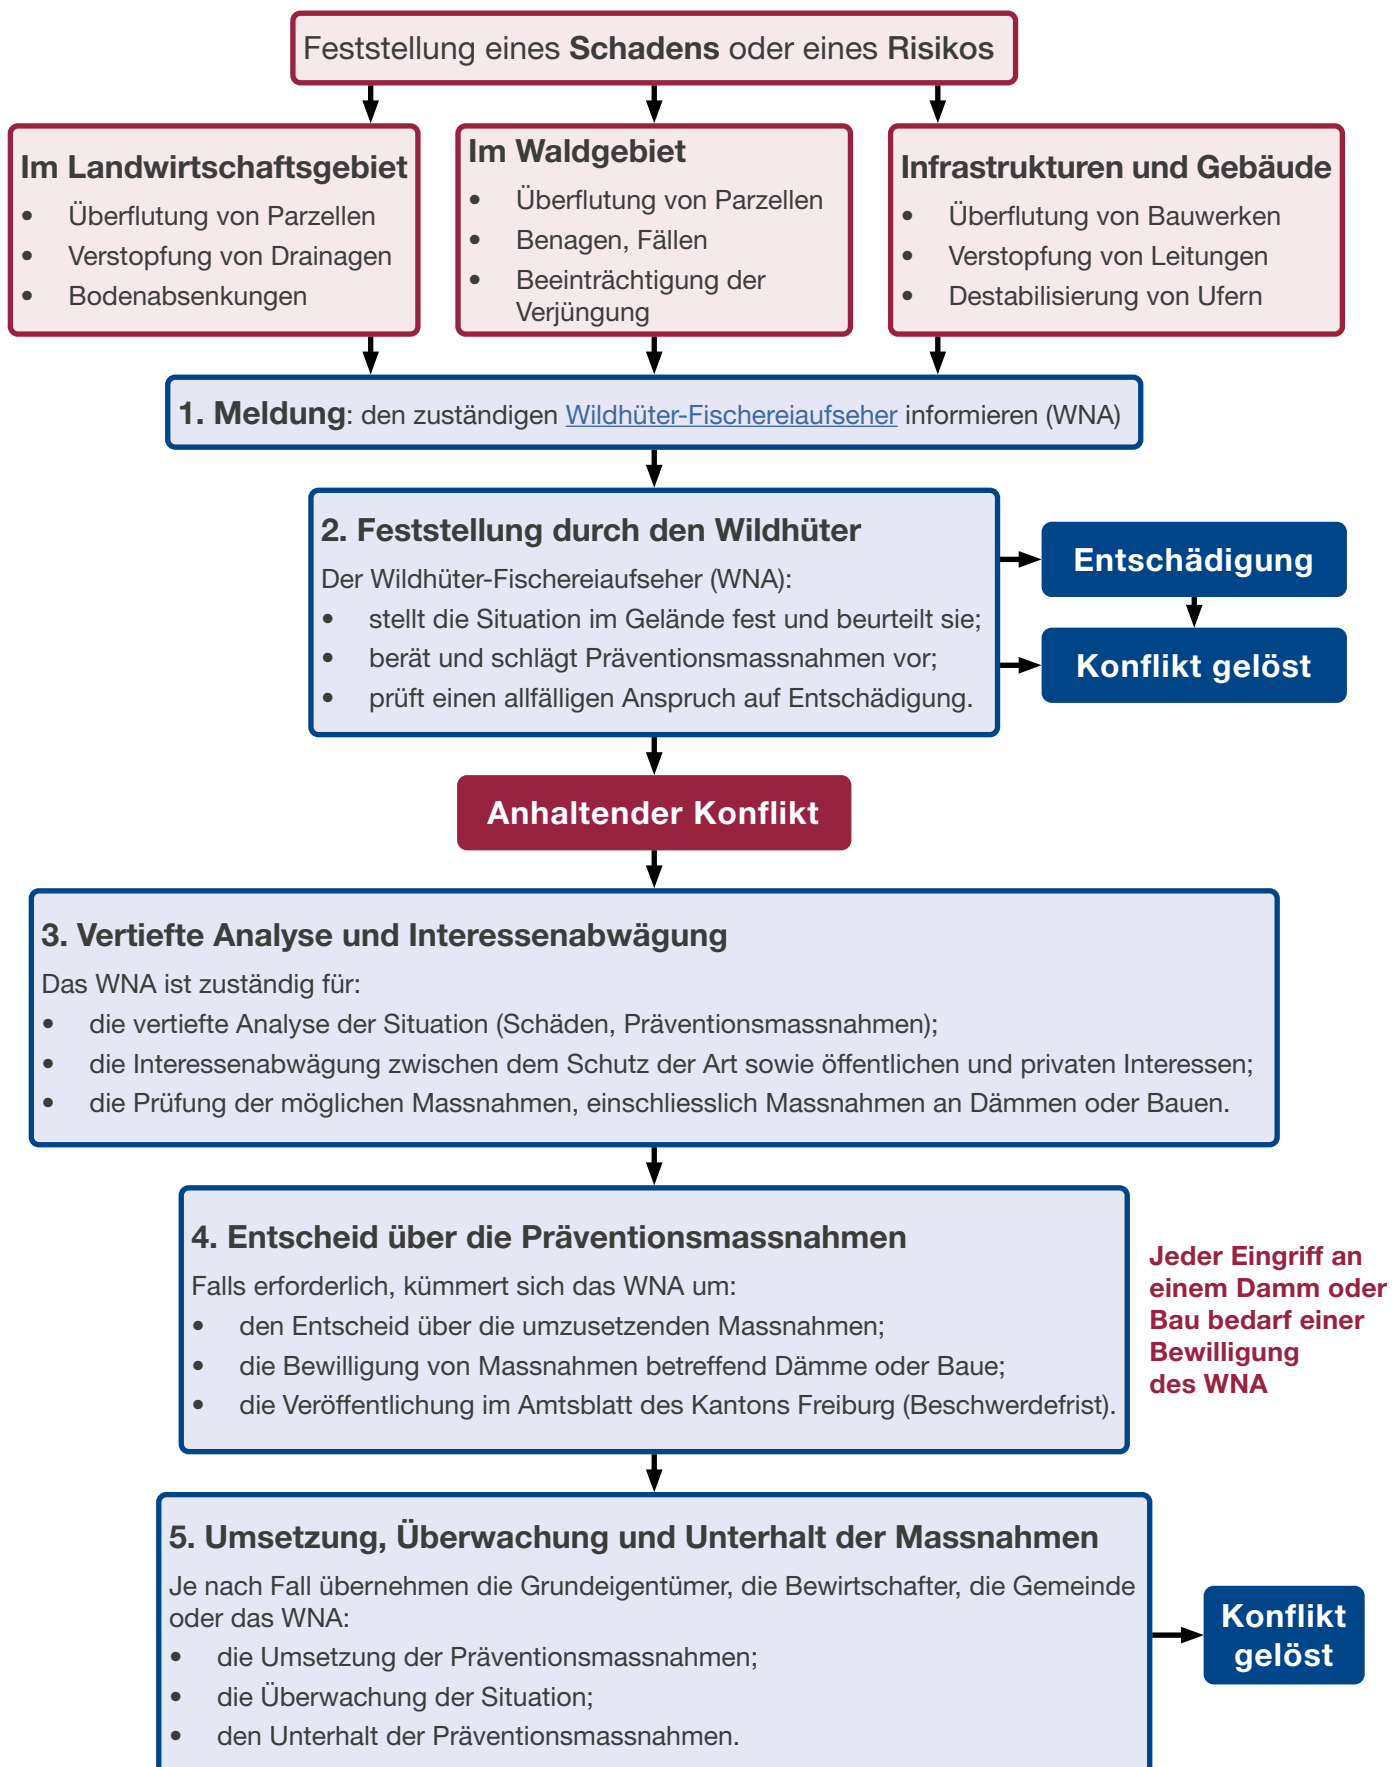 Feststellung eines Schadens oder eines Risikos
Im Landwirtschaftsgebiet
• Überflutung von Parzellen
• Verstopfung von Drainagen
• Bodenabsenkungen
Im Waldgebiet
• Überflutung von Parzellen
• Benagen, Fällen
• Beeinträchtigung der
Verjüngung
Infrastrukturen und Gebäude
• Überflutung von Bauwerken
• Verstopfung von Leitungen
• Destabilisierung von Ufern
1. Meldung: den zuständigen Wildhüter-Fischereiaufseher informieren (WNA)
2. Feststellung durch den Wildhüter
Der Wildhüter-Fischereiaufseher (WNA):
• stellt die Situation im Gelände fest und beurteilt sie;
• berät und schlägt Präventionsmassnahmen vor;
• prüft einen allfälligen Anspruch auf Entschädigung.
Entschädigung
Konflikt gelöst
Anhaltender Konflikt
3. Vertiefte Analyse und Interessenabwägung
Das WNA ist zuständig für:
• die vertiefte Analyse der Situation (Schäden, Präventionsmassnahmen);
• die Interessenabwägung zwischen dem Schutz der Art sowie öffentlichen und privaten Interessen;
• die Prüfung der möglichen Massnahmen, einschliesslich Massnahmen an Dämmen oder Bauen.
4. Entscheid über die Präventionsmassnahmen
Falls erforderlich, kümmert sich das WNA um:
• den Entscheid über die umzusetzenden Massnahmen;
• die Bewilligung von Massnahmen betreffend Dämme oder Baue;
• die Veröffentlichung im Amtsblatt des Kantons Freiburg (Beschwerdefrist).
Jeder Eingriff an
einem Damm oder
Bau bedarf einer
Bewilligung
des WNA
5. Umsetzung, Überwachung und Unterhalt der Massnahmen
Je nach Fall übernehmen die Grundeigentümer, die Bewirtschafter, die Gemeinde
oder das WNA:
• die Umsetzung der Präventionsmassnahmen;
• die Überwachung der Situation;
• den Unterhalt der Präventionsmassnahmen.
Konflikt
gelöst